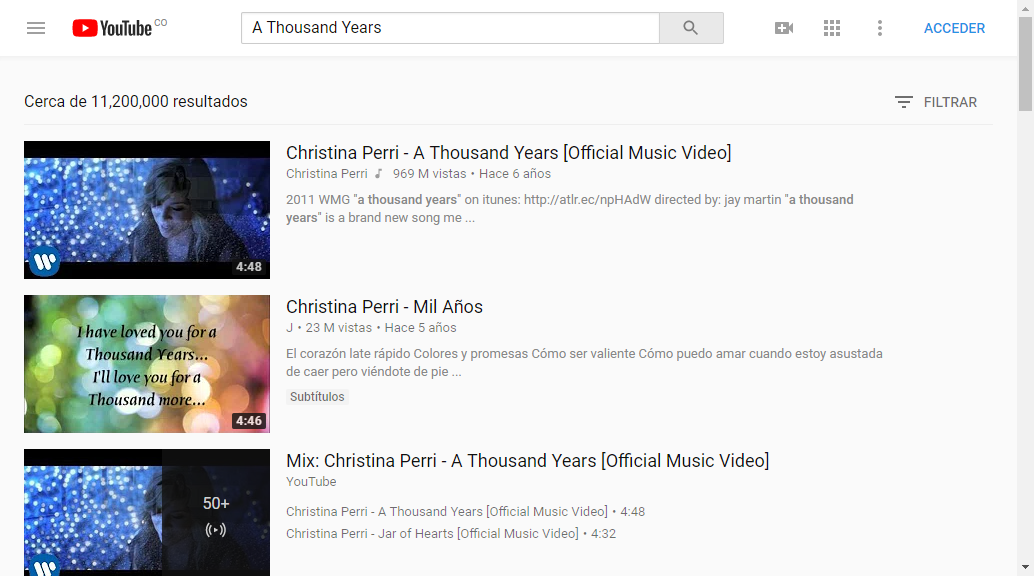 YouTube CO
A Thousand Years
ACCEDER
Cerca de 11,200,000 resultados
FILTRAR
4:48
Christina Perri - A Thousand Years [Official Music Video]
Christina Perri 969 M vistas • Hace 6 años
2011 WMG "a thousand years" on itunes: http://atlr.ec/npHAdW directed by: jay martin "a thousand
years" is a brand new song me ...
I have loved you for a
Thousand Years...
I'll love you for a
Thousand more...
4:46
Christina Perri - Mil Años
J • 23 M vistas • Hace 5 años
El corazón late rápido Colores y promesas Cómo ser valiente Cómo puedo amar cuando estoy asustada
de caer pero viéndote de pie ...
Subtítulos
50+
Mix: Christina Perri - A Thousand Years [Official Music Video]
YouTube
Christina Perri - A Thousand Years [Official Music Video] • 4:48
Christina Perri - Jar of Hearts [Official Music Video] • 4:32